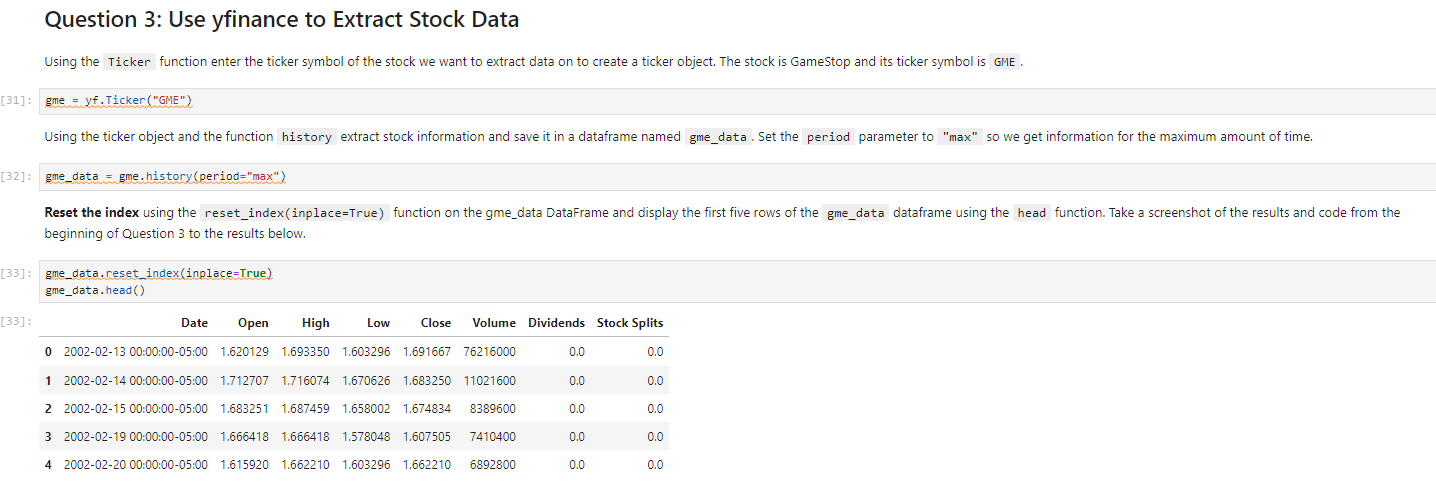 Question 3: Use yfinance to Extract Stock Data
Using the Ticker function enter the ticker symbol of the stock we want to extract data on to create a ticker object. The stock is GameStop and its ticker symbol is GME .
[31]: gme = yf.Ticker("GME")
Using the ticker object and the function history extract stock information and save it in a dataframe named gme_data . Set the period parameter to "max" so we get information for the maximum amount of time.
[32]: gme_data = gme.history(period="max")
Reset the index using the reset_index(inplace=True) function on the gme_data DataFrame and display the first five rows of the gme_data dataframe using the head function. Take a screenshot of the results and code from the
beginning of Question 3 to the results below.
[33]: gme_data.reset_index(inplace=True)
gme_data.head()
[33]: Date Open High Low Close Volume Dividends Stock Splits
0 2002-02-13 00:00:00-05:00 1.620129 1.693350 1.603296 1.691667 76216000 0.0 0.0
1 2002-02-14 00:00:00-05:00 1.712707 1.716074 1.670626 1.683250 11021600 0.0 0.0
2 2002-02-15 00:00:00-05:00 1.683251 1.687459 1.658002 1.674834 8389600 0.0 0.0
3 2002-02-19 00:00:00-05:00 1.666418 1.666418 1.578048 1.607505 7410400 0.0 0.0
4 2002-02-20 00:00:00-05:00 1.615920 1.662210 1.603296 1.662210 6892800 0.0 0.0